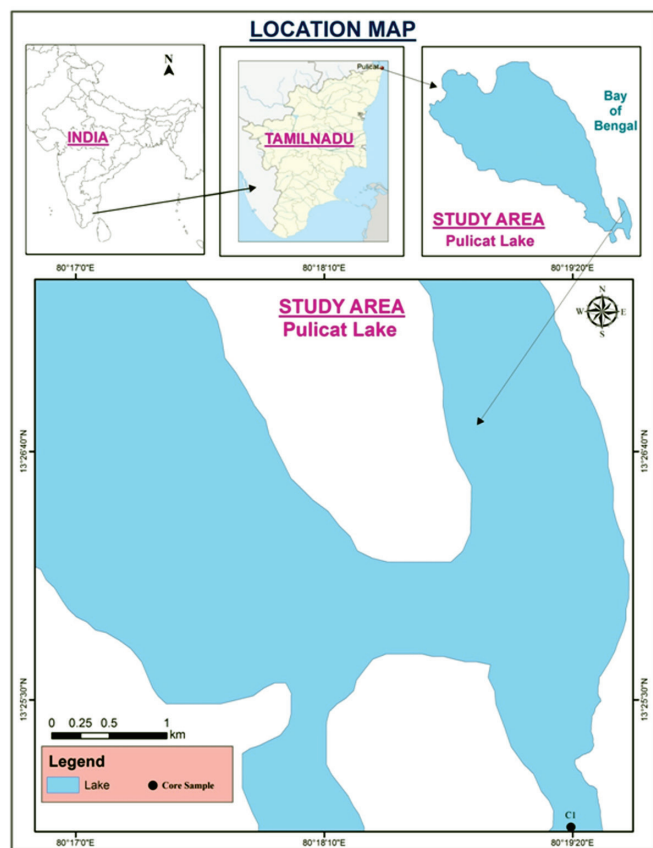 LOCATION MAP
N
INDIA
Pulicat
TAMILNADU
Bay
of
Bengal
STUDY AREA
Pulicat Lake
80°17'0"E
80°18'10"E
80°19'20"E
STUDY AREA
Pulicat Lake
N
W
E
S
13°26'40"N
13°26'40"N
13°25'30"N
13°25'30"N
0 0.25 0.5 1
km
Legend
Lake
Core Sample
C1
80°17'0"E
80°18'10"E
80°19'20"E